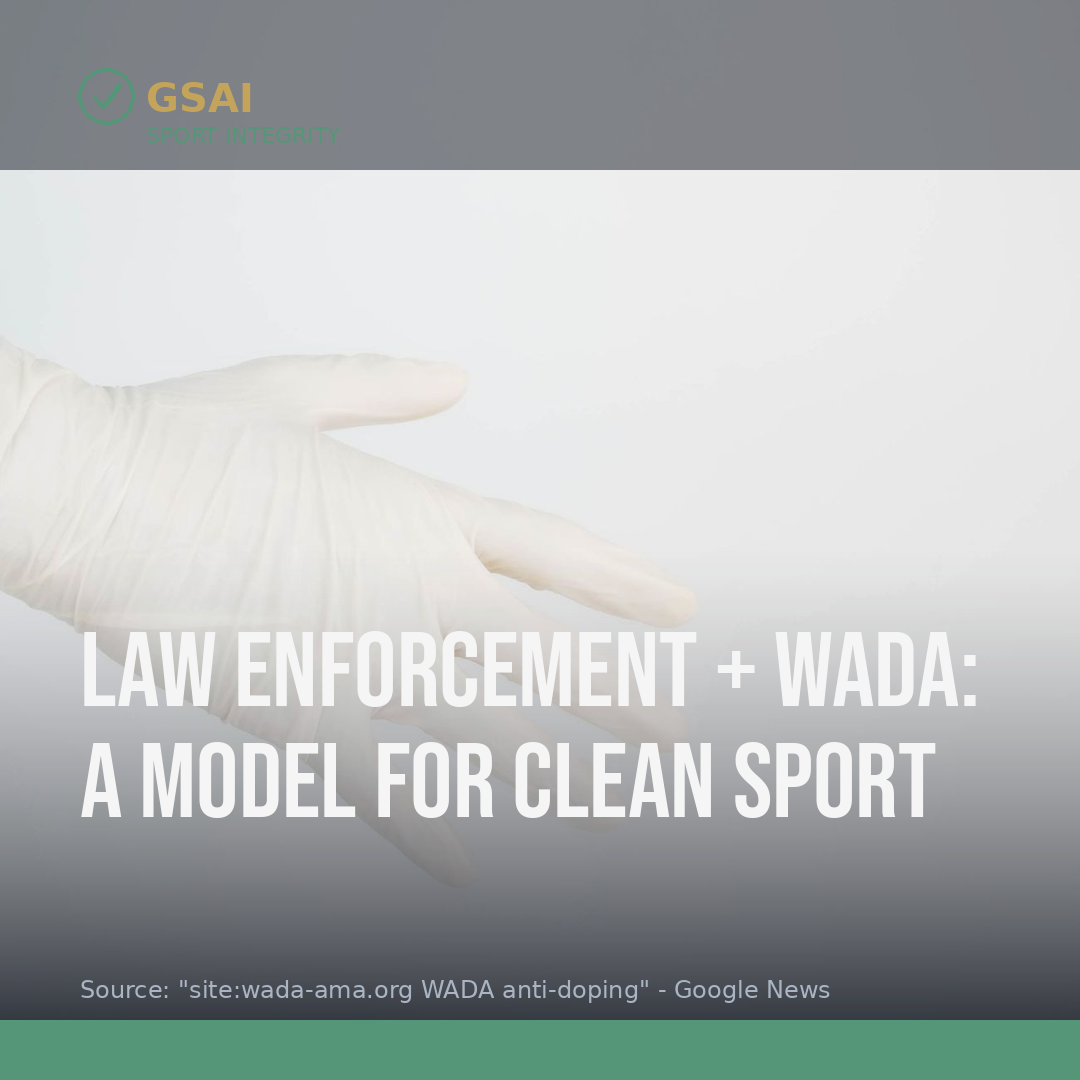 GSAI
SPORT INTEGRITY
LAW ENFORCEMENT + WADA:
A MODEL FOR CLEAN SPORT
Source: "site:wada-ama.org WADA anti-doping" - Google News